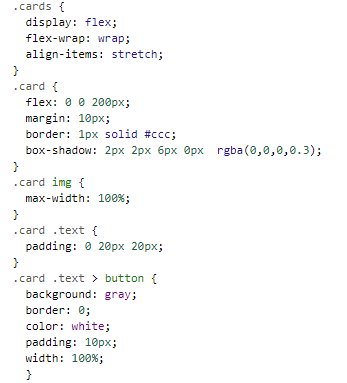 .cards {
  display: flex;
  flex-wrap: wrap;
  align-items: stretch;
}
.card {
  flex: 0 0 200px;
  margin: 10px;
  border: 1px solid #ccc;
  box-shadow: 2px 2px 6px 0px  rgba(0,0,0,0.3);
}
.card img {
  max-width: 100%;
}
.card .text {
  padding: 0 20px 20px;
}
.card .text > button {
  background: gray;
  border: 0;
  color: white;
  padding: 10px;
  width: 100%;
  }